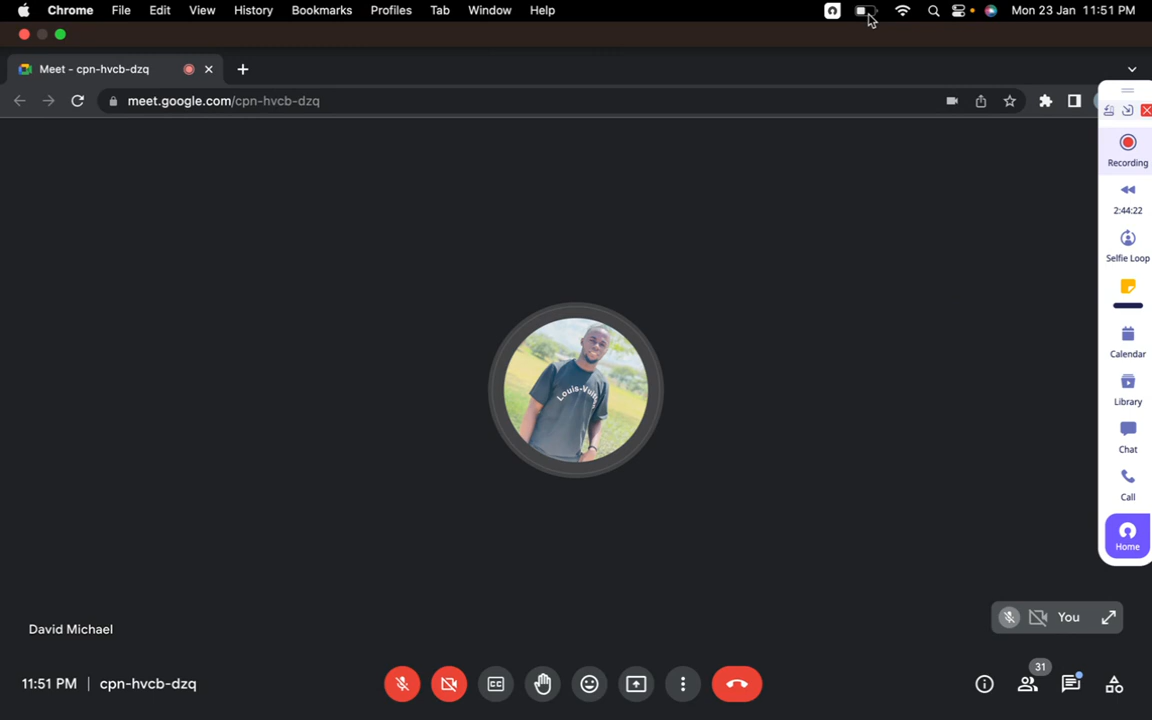 Chrome File Edit View History Bookmarks Profiles Tab Window Help Mon 23 Jan 11:51 PM
Meet - cpn-hvcb-dzq
meet.google.com/cpn-hvcb-dzq
Recording
2:44:22
Selfie Loop
Calendar
Library
Chat
Call
Home
Louis-Vuitton
You
David Michael
11:51 PM | cpn-hvcb-dzq
CC
31